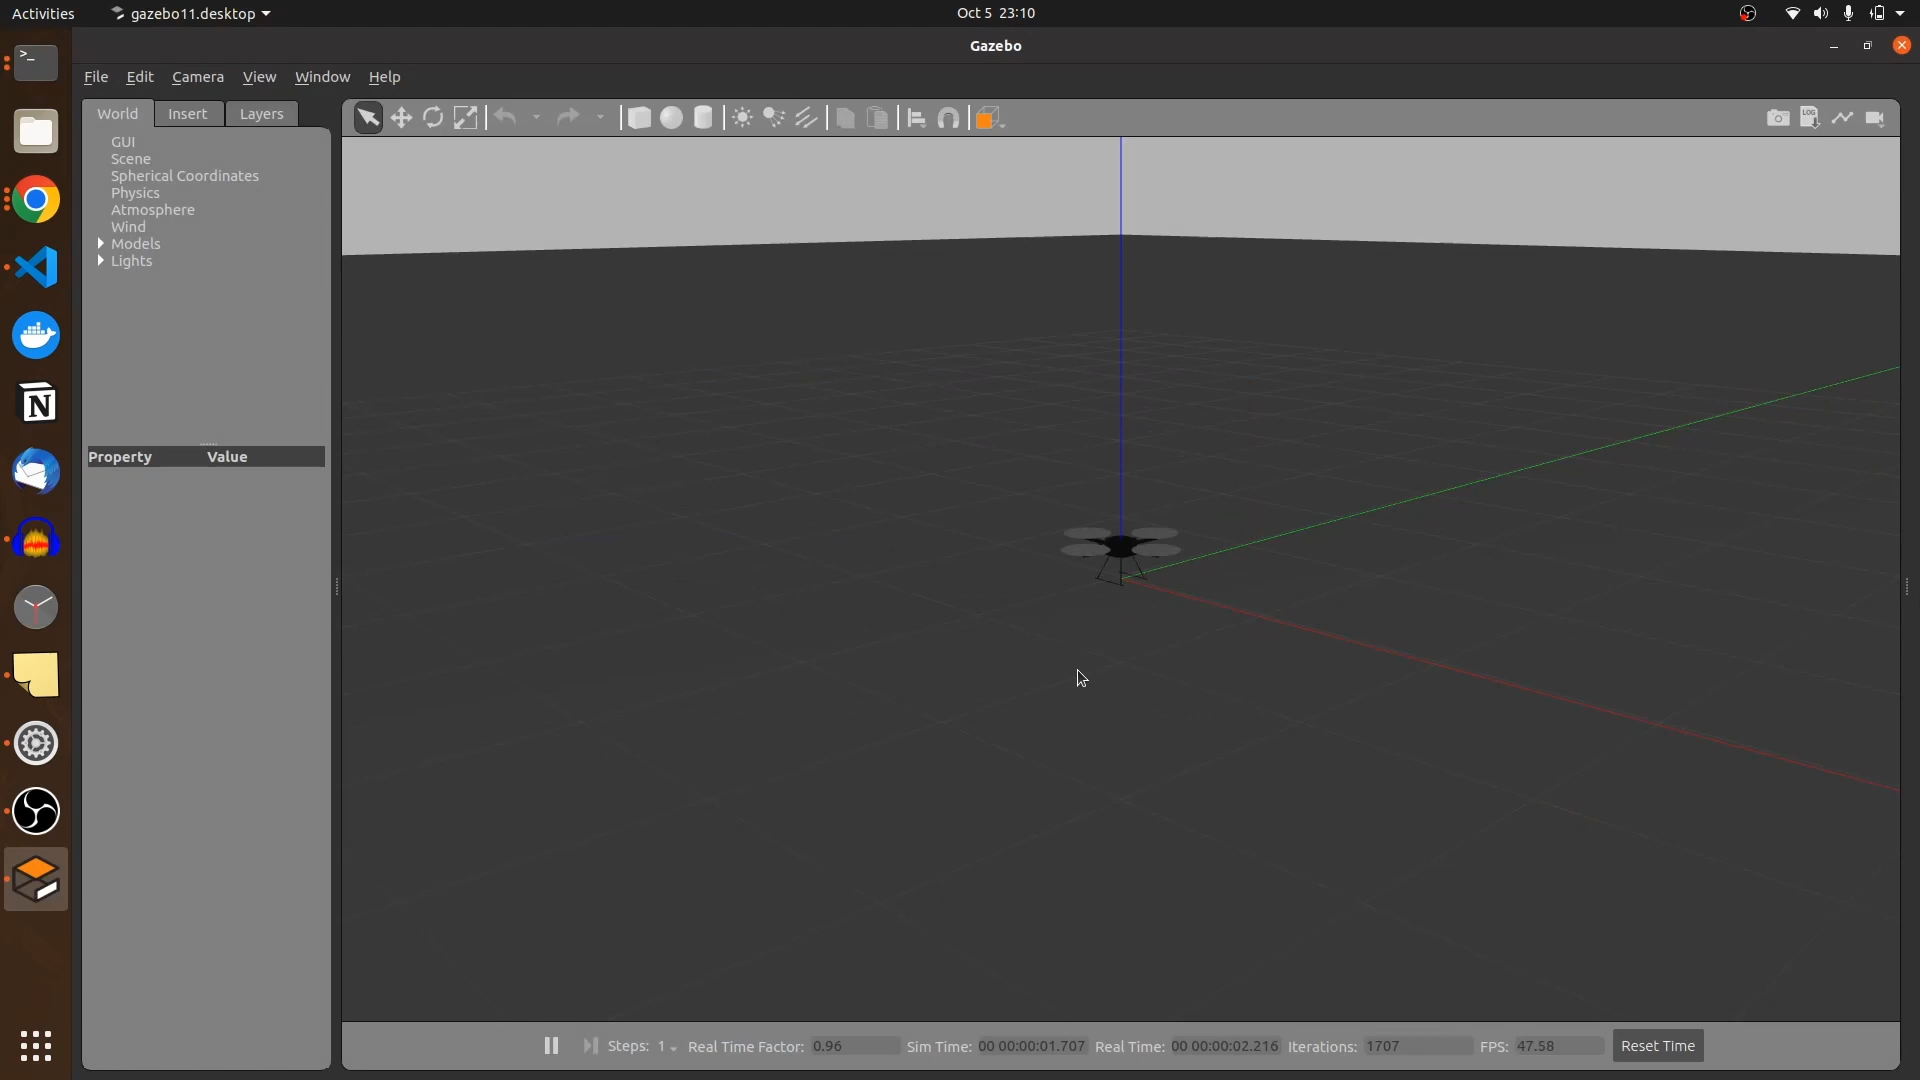 Activities gazebo11.desktop Oct 5 23:10
Gazebo
File Edit Camera View Window Help
World Insert Layers
GUI
Scene
Spherical Coordinates
Physics
Atmosphere
Wind
Models
Lights
Property Value
LOG
>_
N
Steps: 1 Real Time Factor: 0.96 Sim Time: 00 00:00:01.707 Real Time: 00 00:00:02.216 Iterations: 1707 FPS: 47.58 Reset Time